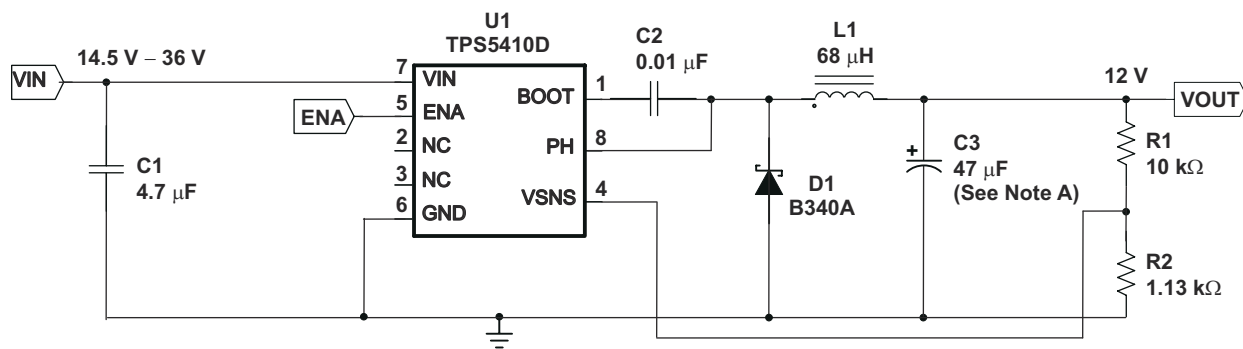 U1
TPS5410D
VIN
14.5 V – 36 V
7
VIN
5
ENA
ENA
2
NC
3
NC
6
GND
BOOT
1
PH
8
VSNS
4
C2
0.01 μF
L1
68 μH
12 V
VOUT
C1
4.7 μF
D1
B340A
+
C3
47 μF
(See Note A)
R1
10 kΩ
R2
1.13 kΩ